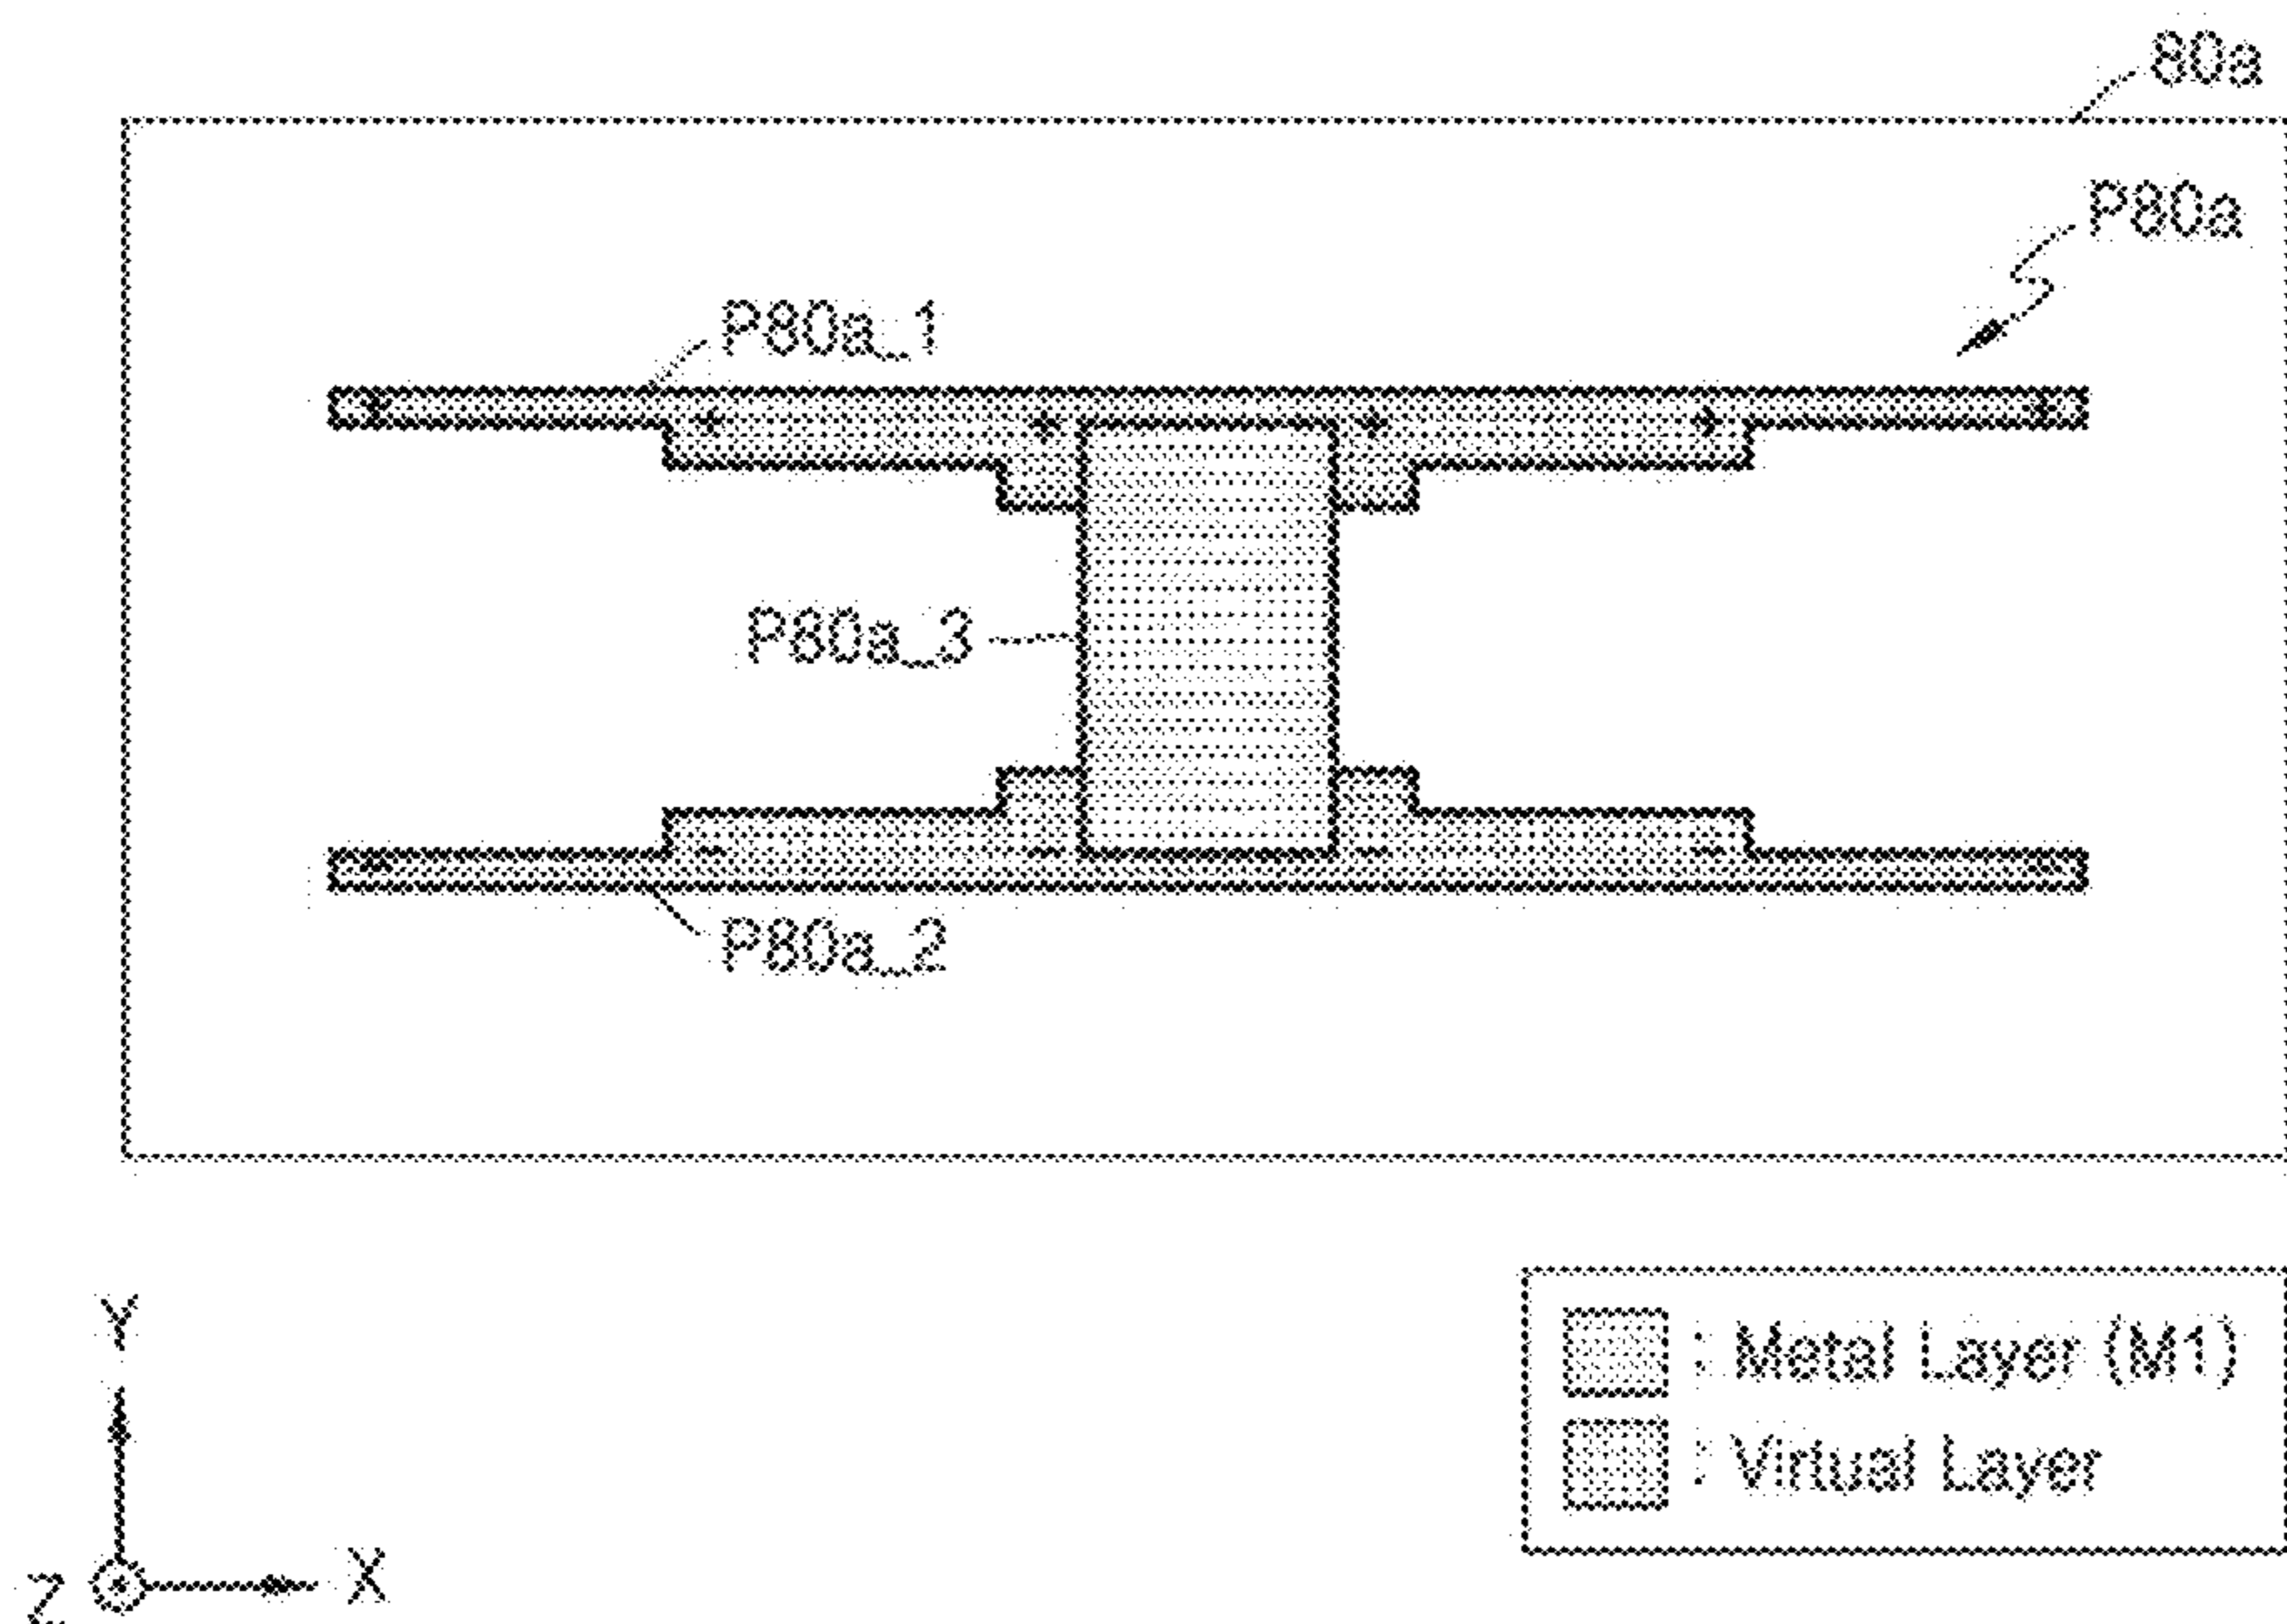 80a
P80a
P80a_1
P80a_3
P80a_2
: Metal Layer (M1)
: Virtual Layer
Y
X
Z